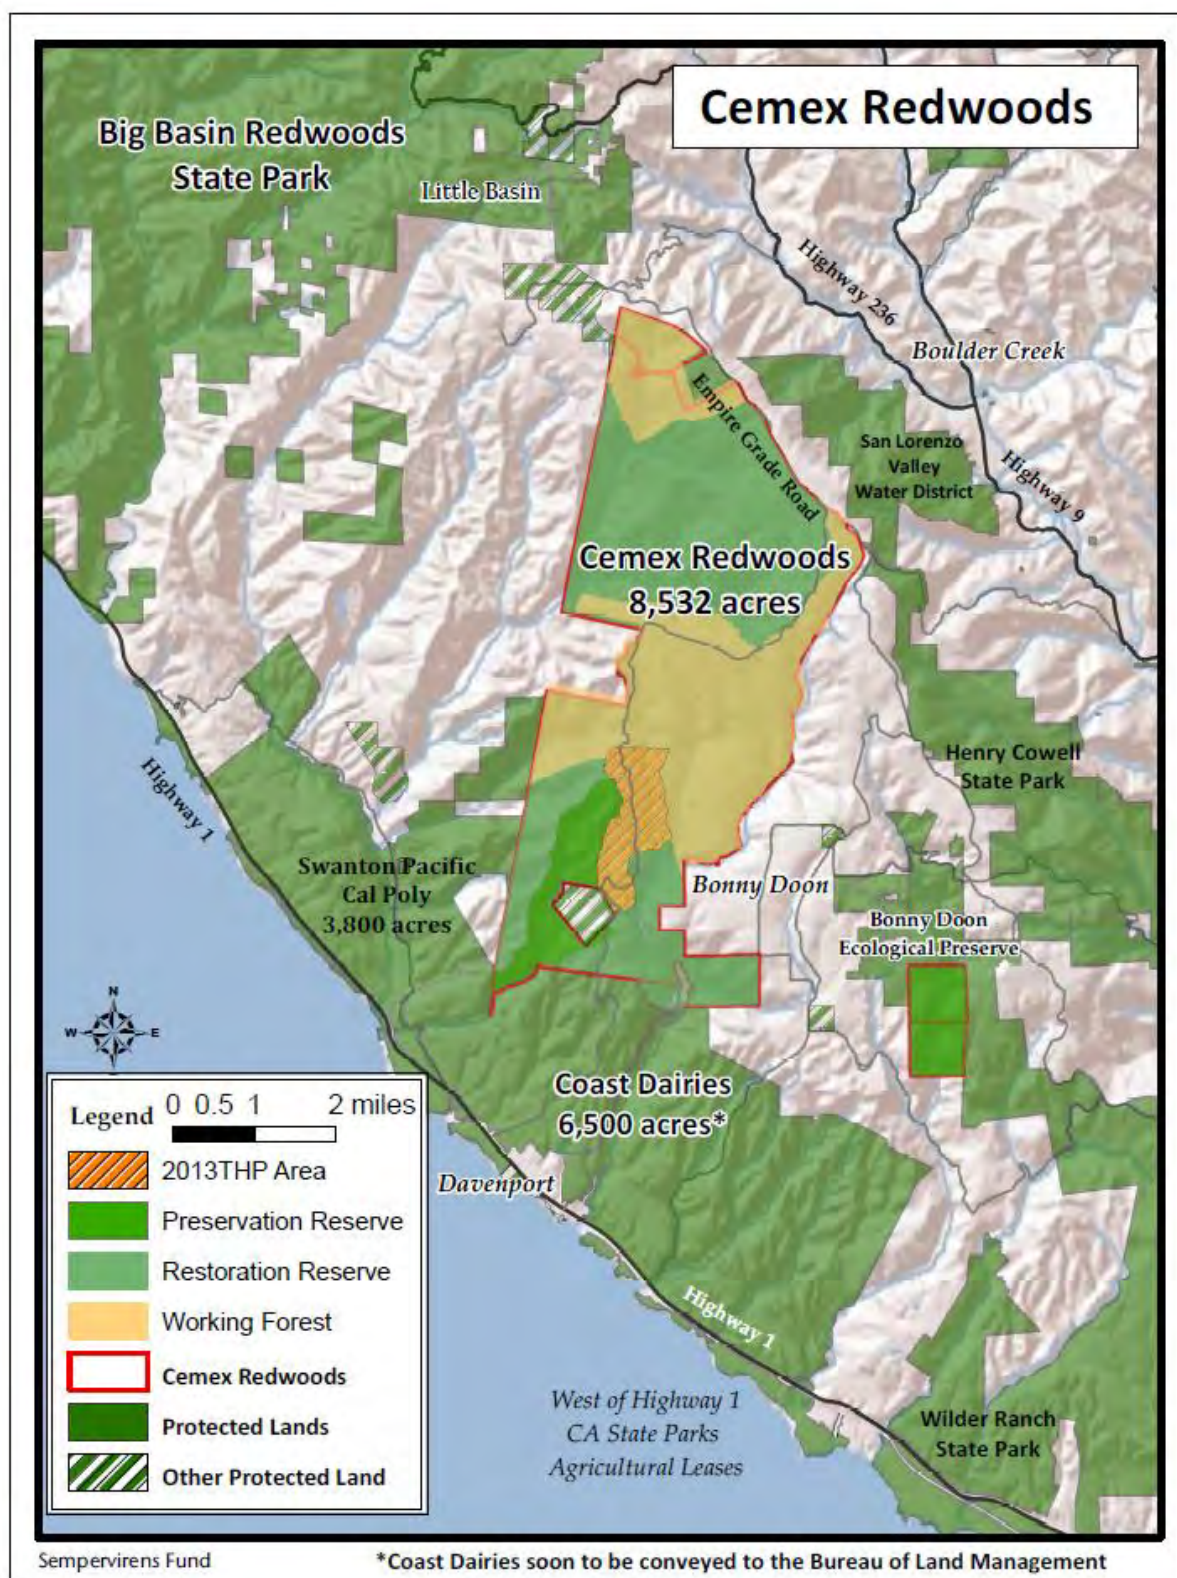 Cemex Redwoods
Big Basin Redwoods
State Park
Little Basin
Highway 236
Boulder Creek
Empire Grade Road
San Lorenzo
Valley
Water District
Highway 9
Cemex Redwoods
8,532 acres
Highway 1
Henry Cowell
State Park
Swanton Pacific
Cal Poly
3,800 acres
Bonny Doon
Bonny Doon
Ecological Preserve
N
W
E
Coast Dairies
6,500 acres*
Davenport
Highway 1
West of Highway 1
CA State Parks
Agricultural Leases
Wilder Ranch
State Park
Legend
0 0.5 1 2 miles
2013THP Area
Preservation Reserve
Restoration Reserve
Working Forest
Cemex Redwoods
Protected Lands
Other Protected Land
Sempervirens Fund
*Coast Dairies soon to be conveyed to the Bureau of Land Management